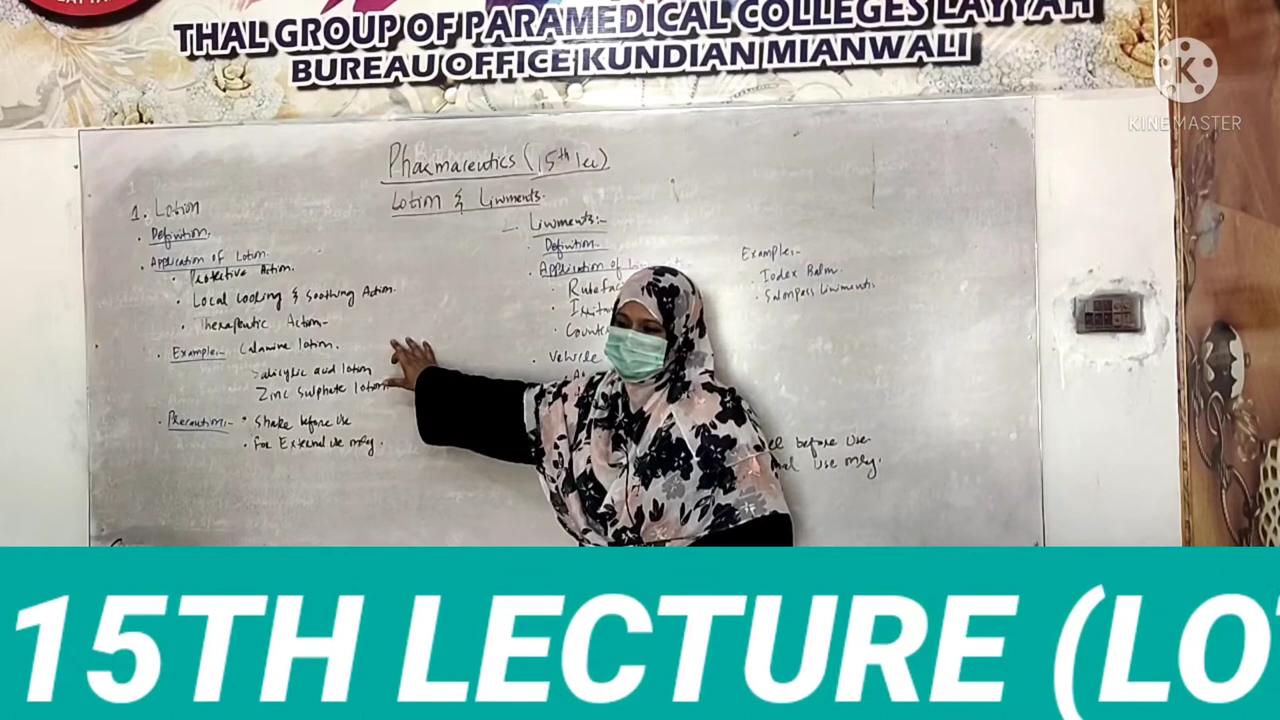 THAL GROUP OF PARAMEDICAL COLLEGES LAYYAH
BUREAU OFFICE KUNDIAN MIANWALI
KINEMASTER
Pharmaceutics (15th lec)
Lotion & Liniments.
1. Lotion
Definition.
Application of Lotion.
Protective Action.
Local Cooling & Soothing Action.
Therapeutic Action-
Example:- Calamine lotion.
Salicylic acid lotion
Zinc Sulphate lotion
Precaution:- Shake before Use
For External Use only.
Liniments:-
Definition.
Application of
Vehicle
Examples-
Iodex Balm.
Salonpass Liniments.
before Use
Use only.
15TH LECTURE (LO